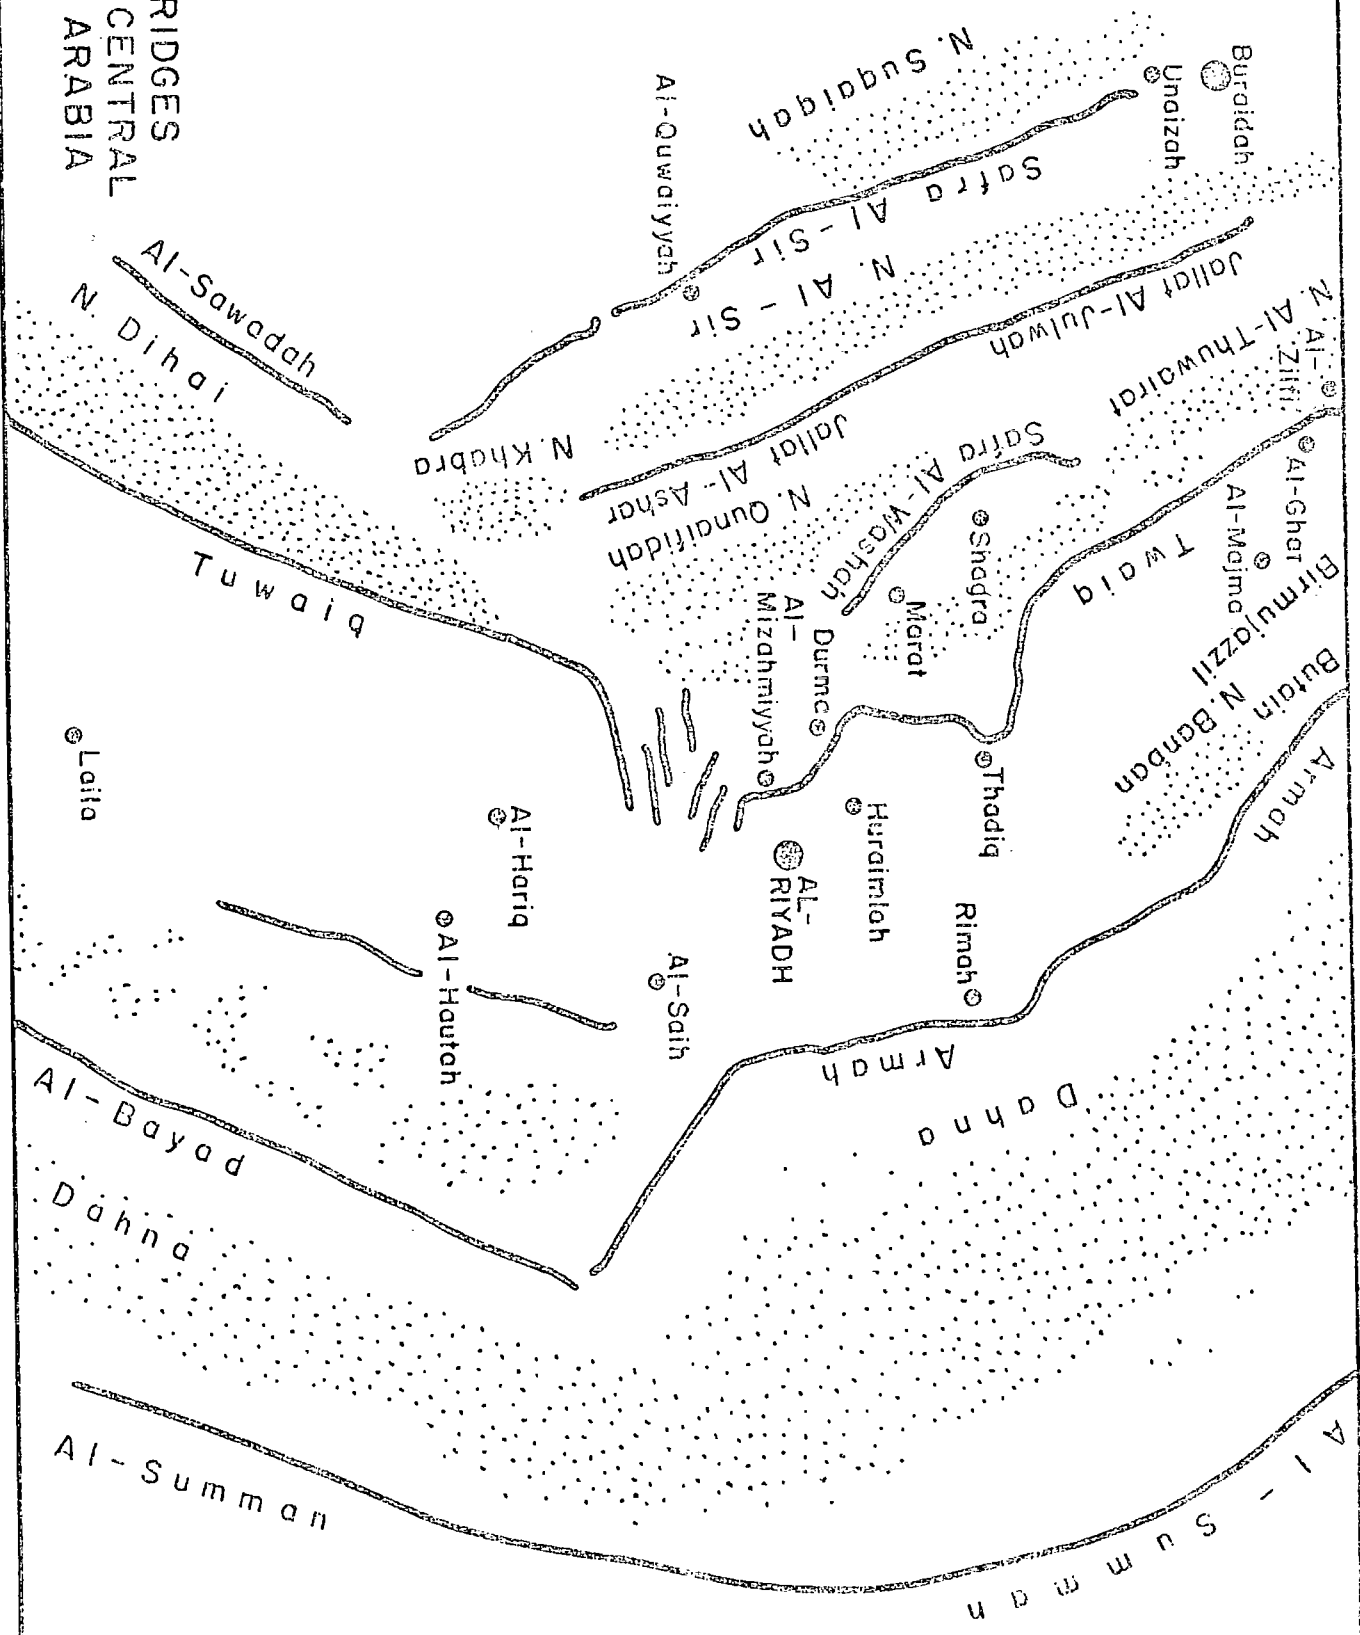 RIDGES
CENTRAL
ARABIA
Buraidah
Unaizah
N. Suqaiqah
Safra Al-Sir
Al-Quwaiyyah
N. Al-Sir
Jallat Al-Julwah
N. Al-Thuwairat
Al-
Zilfi
Al-Ghat
Al-Majma
Jallat Al-Ashar
N. Khabra
N. Qunaifidah
Safra Al-Washah
Shaqra
Marat
Twaiq
Birmujazzil
Butain
N. Banban
Armah
Al-Sawadah
N. Dihai
Tuwaiq
Al-
Mizahmiyyah
Durma
Thadiq
Huraimlah
AL-
RIYADH
Rimah
Laila
Al-Hariq
Al-Hautah
Al-Saih
Armah
Dahna
Al-Bayad
Dahna
Al-Summan
Al-Summan